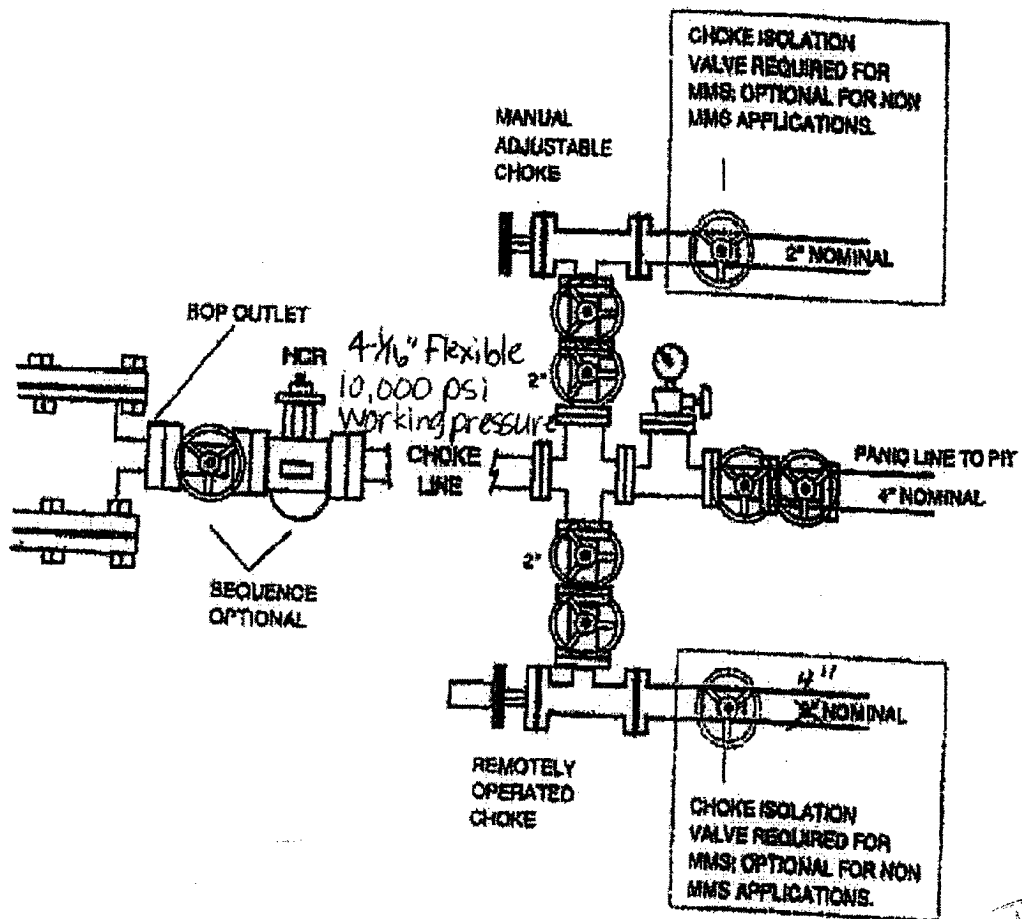 CHOKE ISOLATION
VALVE REQUIRED FOR
MMS; OPTIONAL FOR NON
MMS APPLICATIONS.
MANUAL
ADJUSTABLE
CHOKE
2" NOMINAL
BOP OUTLET
HCR
4-1/16" Flexible
10,000 psi
Working pressure
2"
CHOKE
LINE
PANIC LINE TO PIT
4" NOMINAL
2"
SEQUENCE
OPTIONAL
4"
NOMINAL
REMOTELY
OPERATED
CHOKE
CHOKE ISOLATION
VALVE REQUIRED FOR
MMS; OPTIONAL FOR NON
MMS APPLICATIONS.